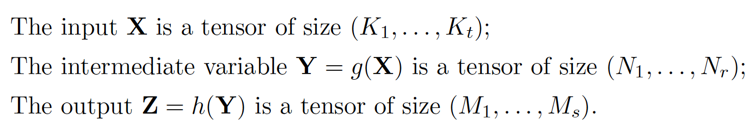 The input X is a tensor of size (K₁, . . . , Kₜ);
The intermediate variable Y = g(X) is a tensor of size (N₁, . . . , Nᵣ);
The output Z = h(Y) is a tensor of size (M₁, . . . , Mₛ).